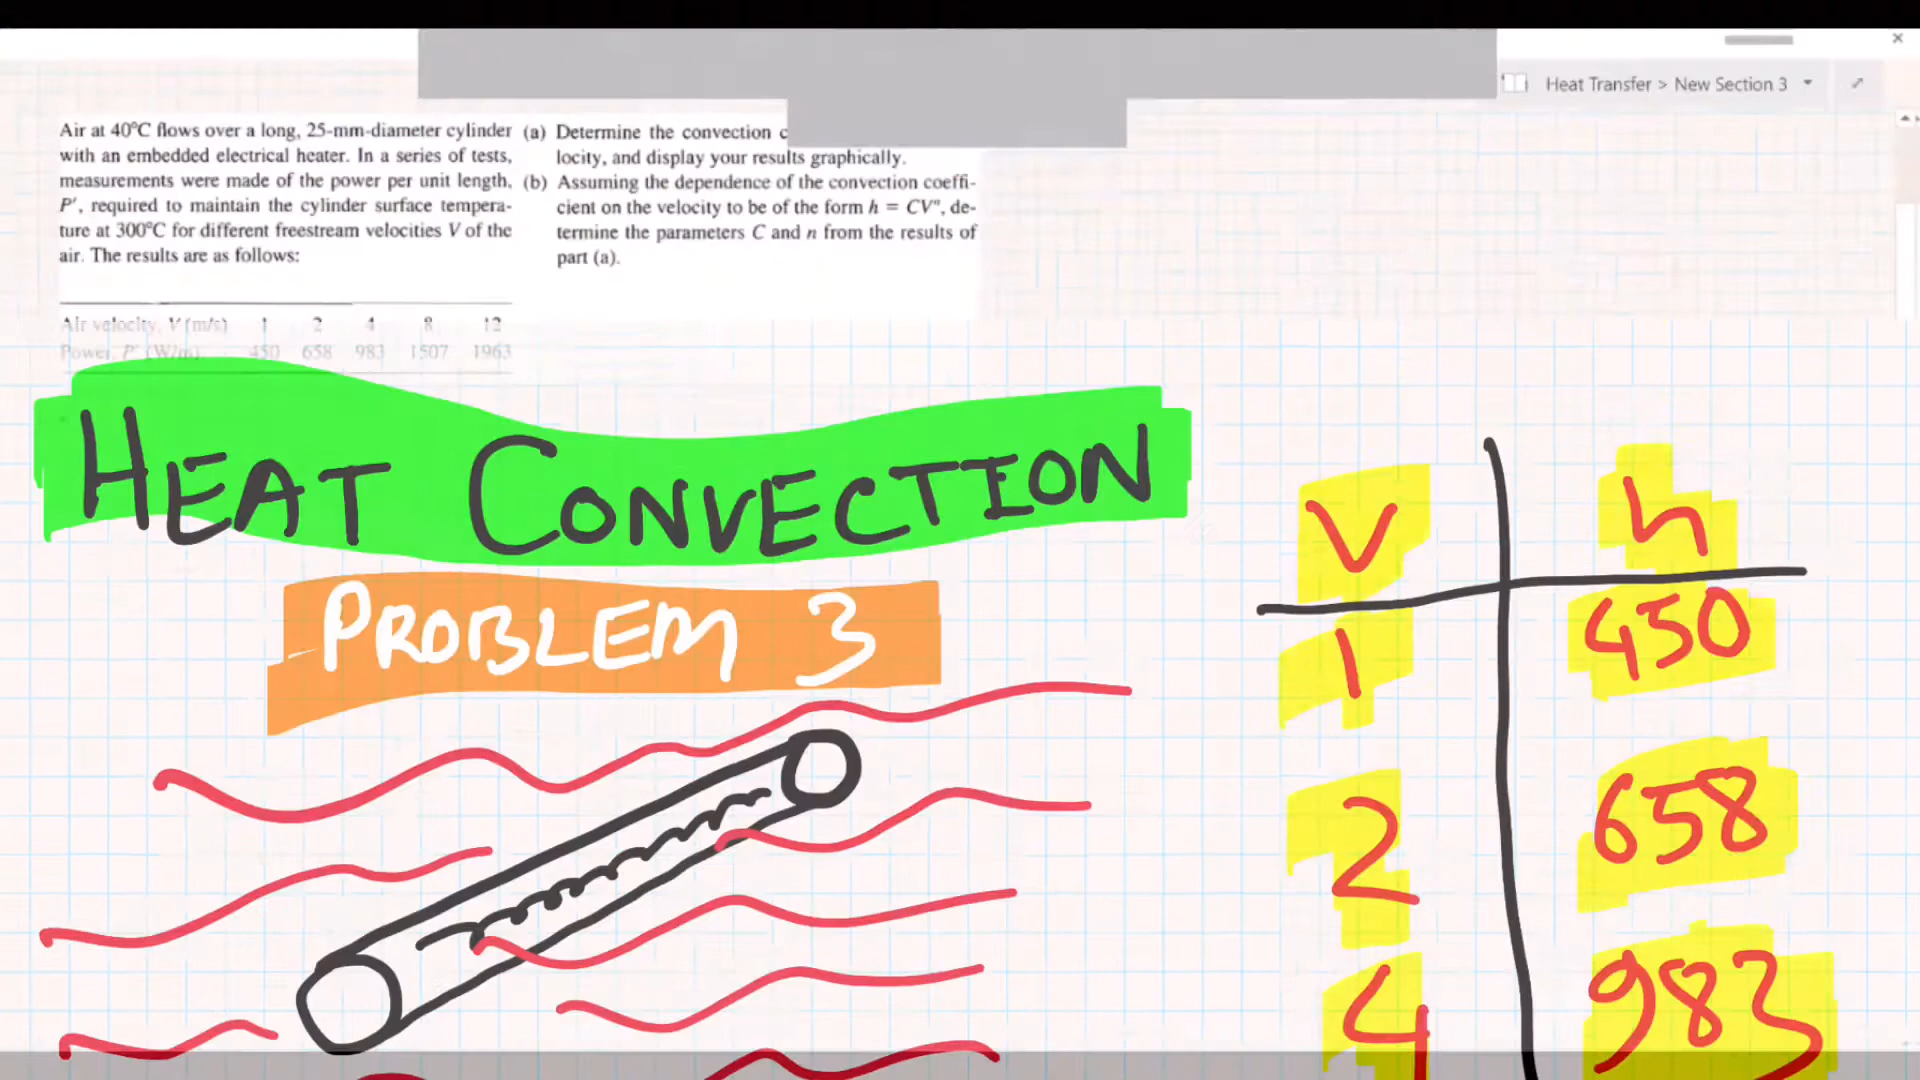 Heat Transfer > New Section 3
Air at 40°C flows over a long, 25-mm-diameter cylinder
with an embedded electrical heater. In a series of tests,
measurements were made of the power per unit length,
P′, required to maintain the cylinder surface tempera-
ture at 300°C for different freestream velocities V of the
air. The results are as follows:
Air velocity, V (m/s) 1 2 4 8 12
Power, P′ (W/m) 450 658 983 1507 1963
(a) Determine the convection
locity, and display your results graphically.
(b) Assuming the dependence of the convection coeffi-
cient on the velocity to be of the form h = CVⁿ, de-
termine the parameters C and n from the results of
part (a).
HEAT CONVECTION
PROBLEM 3
V h
1 450
2 658
4 983